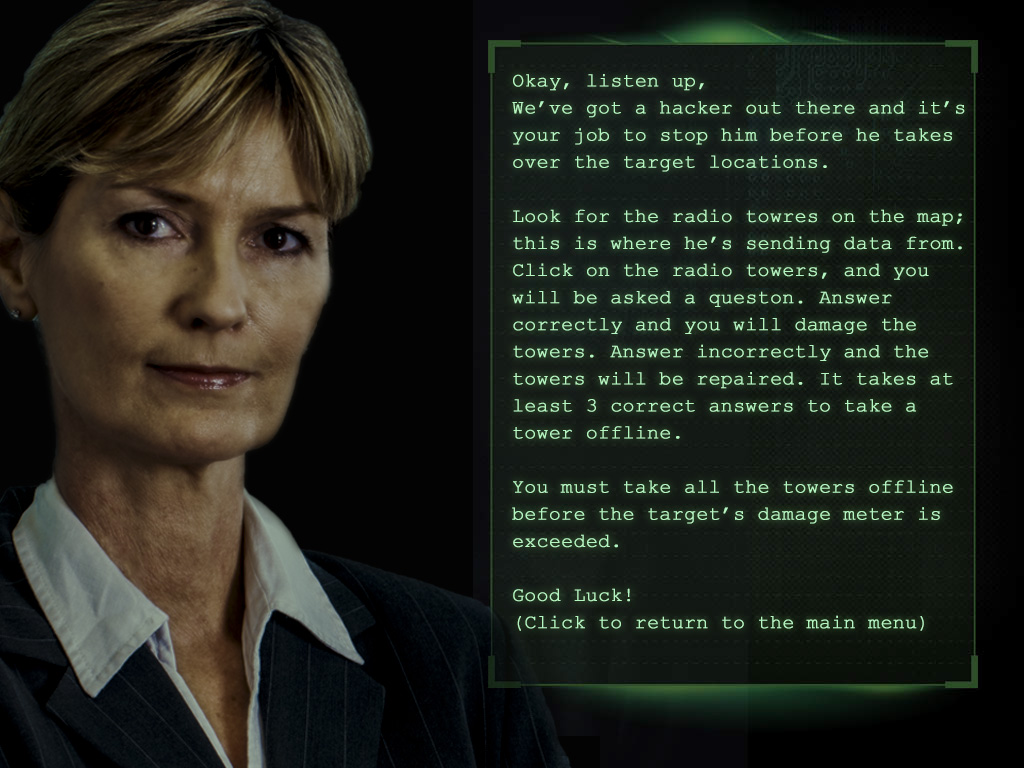 Okay, listen up,
We’ve got a hacker out there and it’s
your job to stop him before he takes
over the target locations.
Look for the radio towres on the map;
this is where he’s sending data from.
Click on the radio towers, and you
will be asked a queston. Answer
correctly and you will damage the
towers. Answer incorrectly and the
towers will be repaired. It takes at
least 3 correct answers to take a
tower offline.
You must take all the towers offline
before the target’s damage meter is
exceeded.
Good Luck!
(Click to return to the main menu)